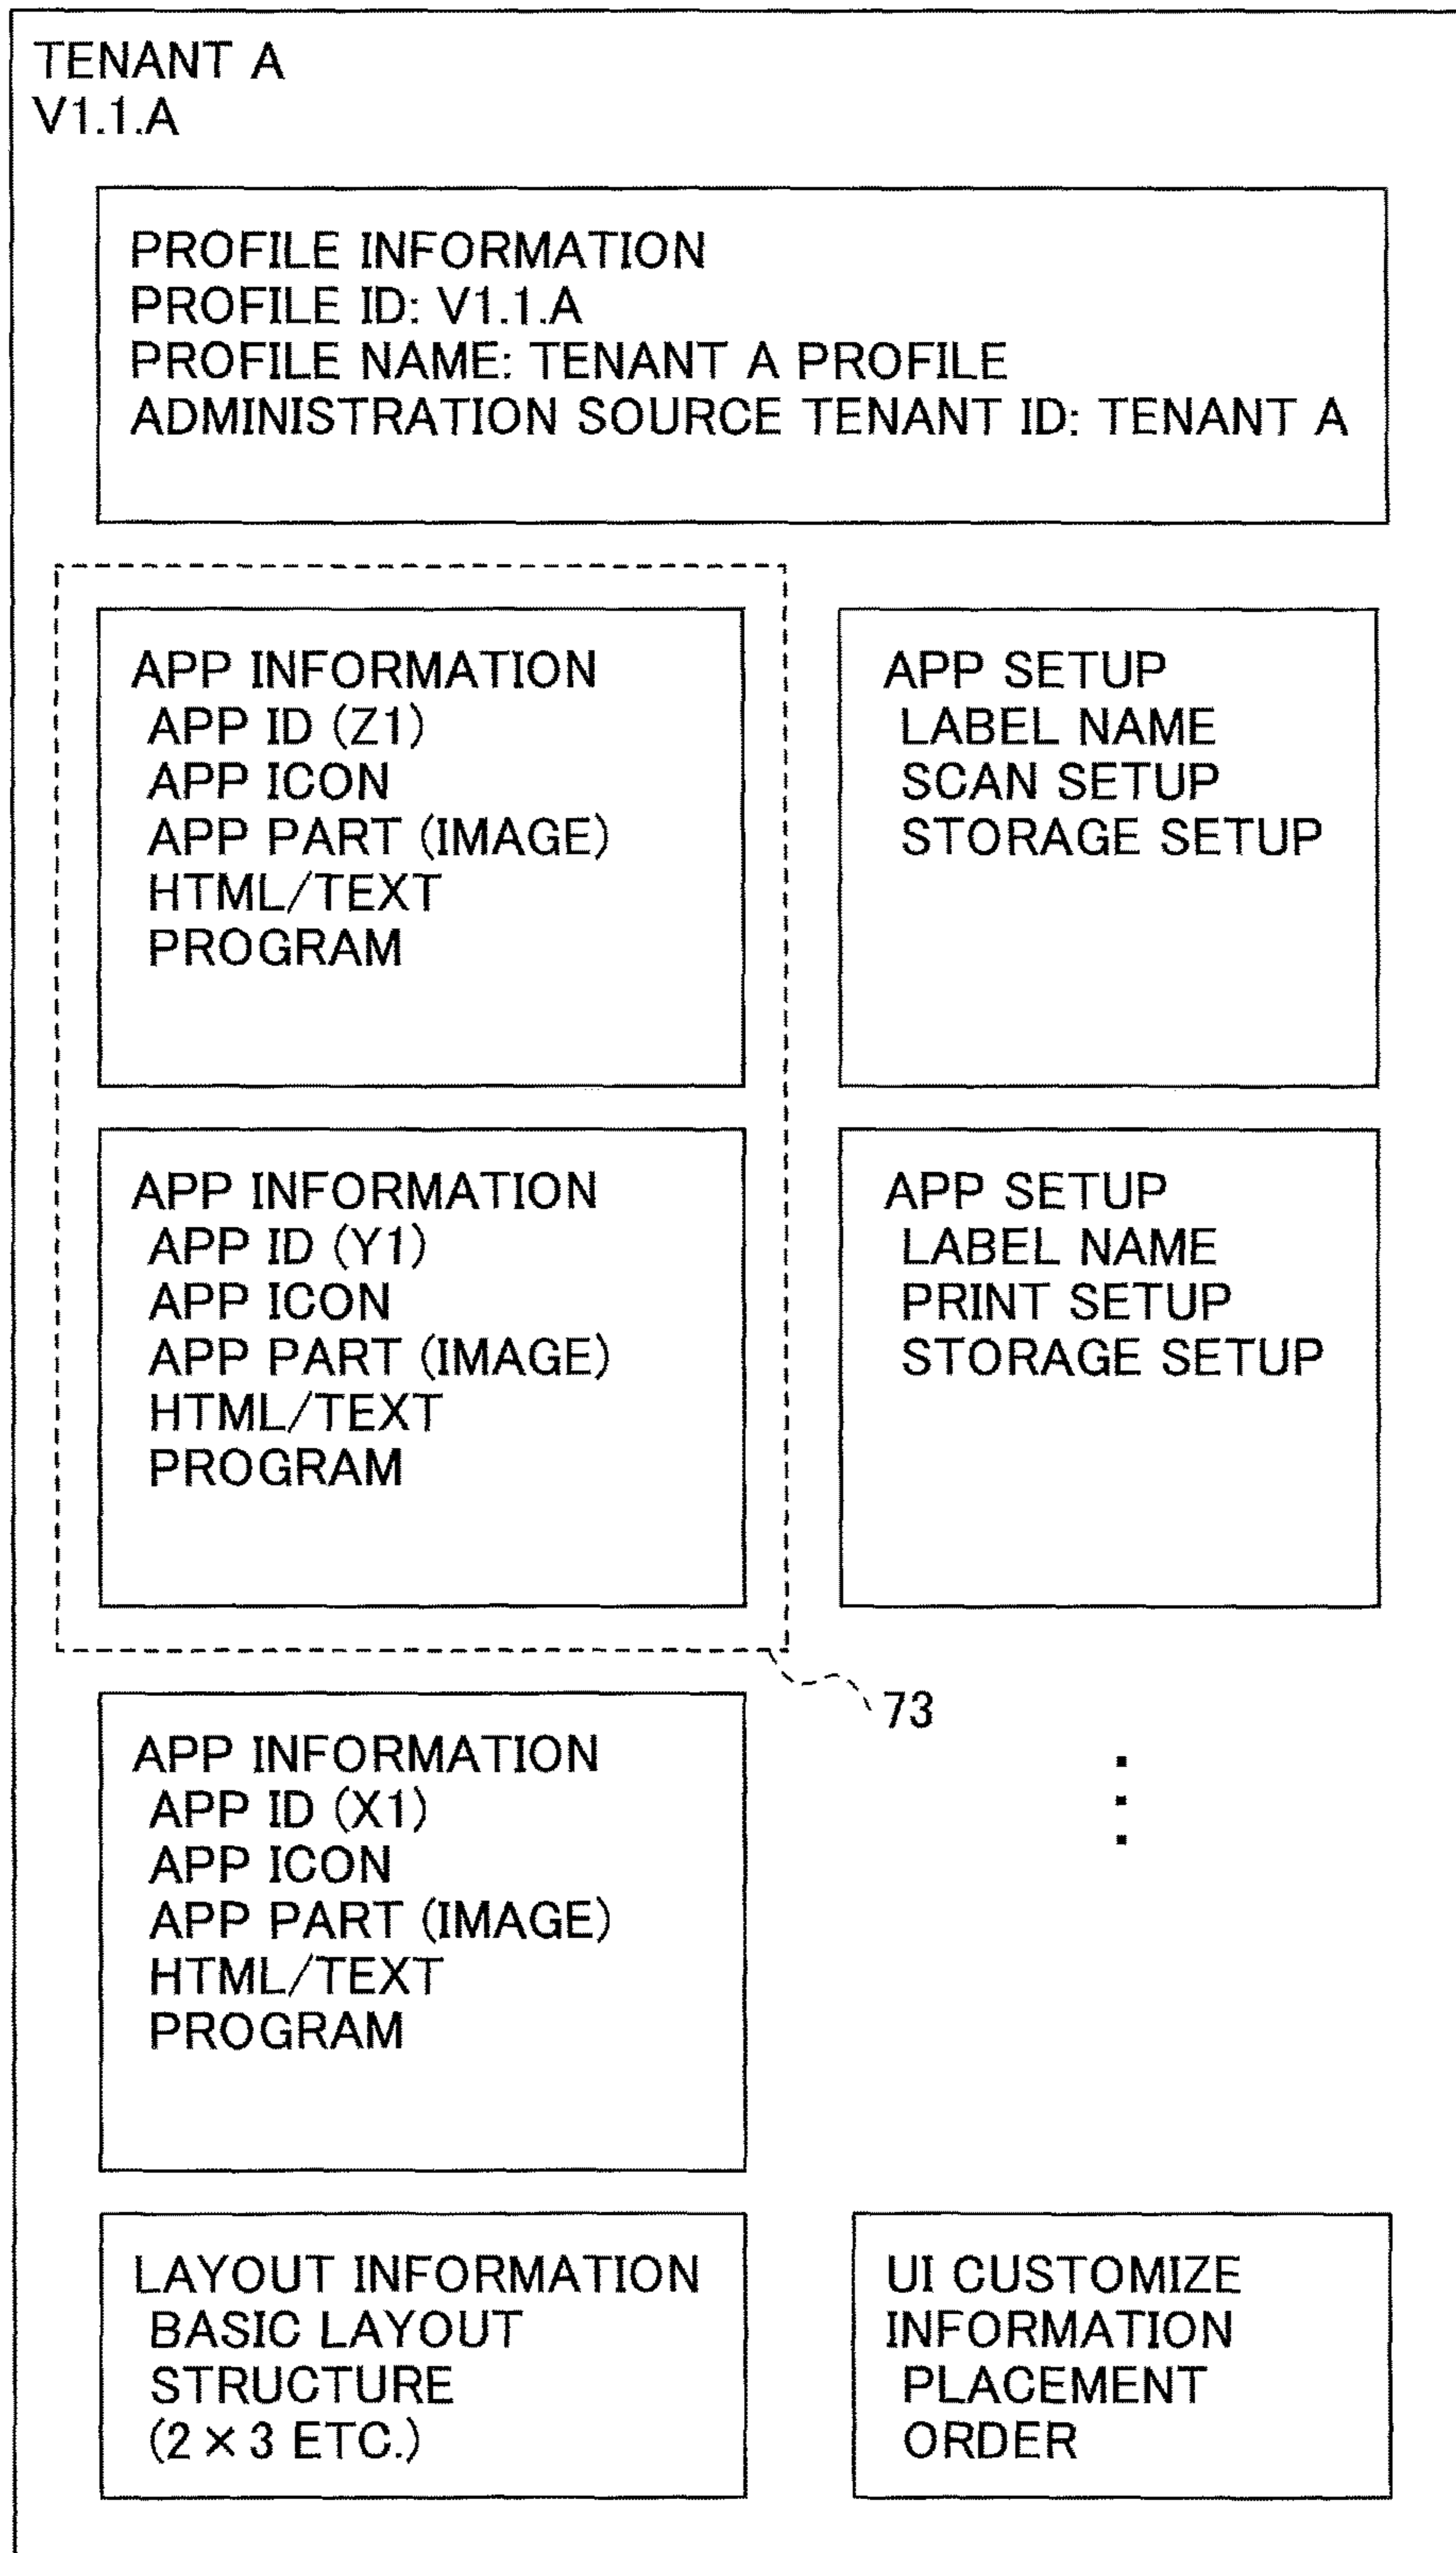 TENANT A
V1.1.A
PROFILE INFORMATION
PROFILE ID: V1.1.A
PROFILE NAME: TENANT A PROFILE
ADMINISTRATION SOURCE TENANT ID: TENANT A
APP INFORMATION
APP ID (Z1)
APP ICON
APP PART (IMAGE)
HTML/TEXT
PROGRAM
APP SETUP
LABEL NAME
SCAN SETUP
STORAGE SETUP
APP INFORMATION
APP ID (Y1)
APP ICON
APP PART (IMAGE)
HTML/TEXT
PROGRAM
APP SETUP
LABEL NAME
PRINT SETUP
STORAGE SETUP
73
APP INFORMATION
APP ID (X1)
APP ICON
APP PART (IMAGE)
HTML/TEXT
PROGRAM
LAYOUT INFORMATION
BASIC LAYOUT
STRUCTURE
(2 × 3 ETC.)
UI CUSTOMIZE
INFORMATION
PLACEMENT
ORDER